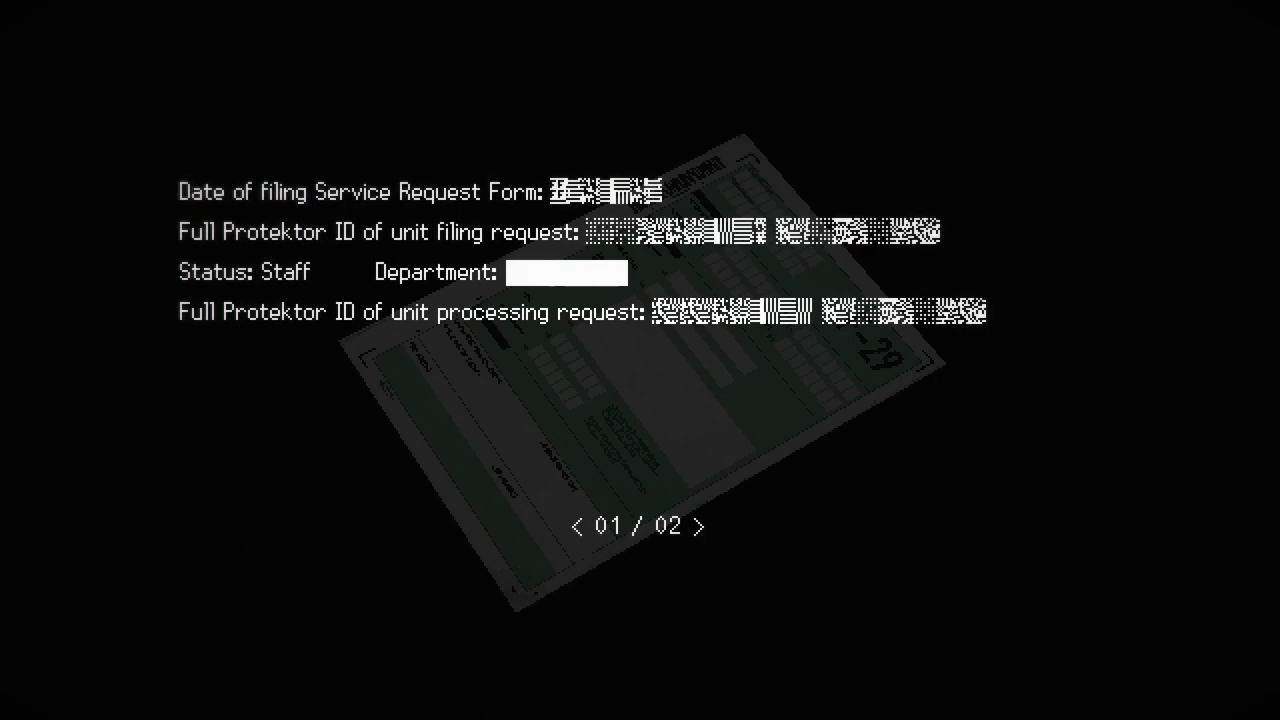 Date of filing Service Request Form:
Full Protektor ID of unit filing request:
Status: Staff Department:
Full Protektor ID of unit processing request:
-29
< 01 / 02 >